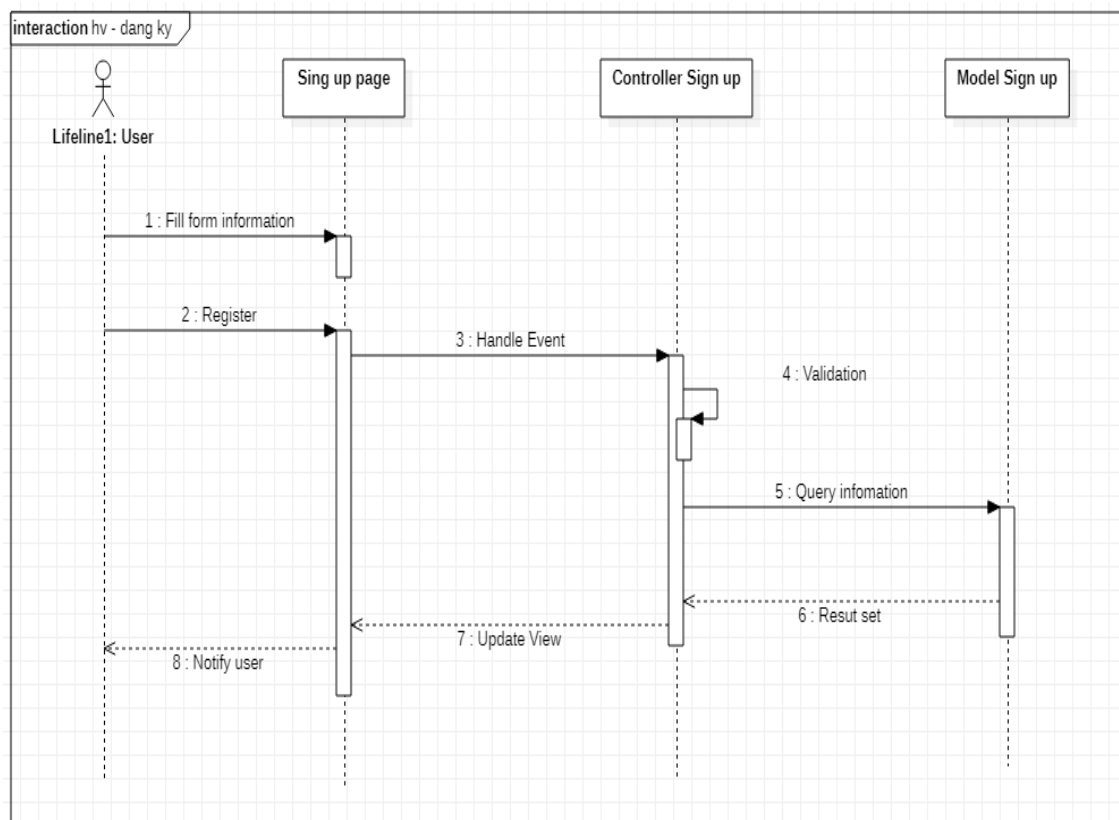 interaction hv - dang ky
Sing up page
Controller Sign up
Model Sign up
Lifeline1: User
1 : Fill form information
2 : Register
3 : Handle Event
4 : Validation
5 : Query infomation
6 : Resut set
7 : Update View
8 : Notify user